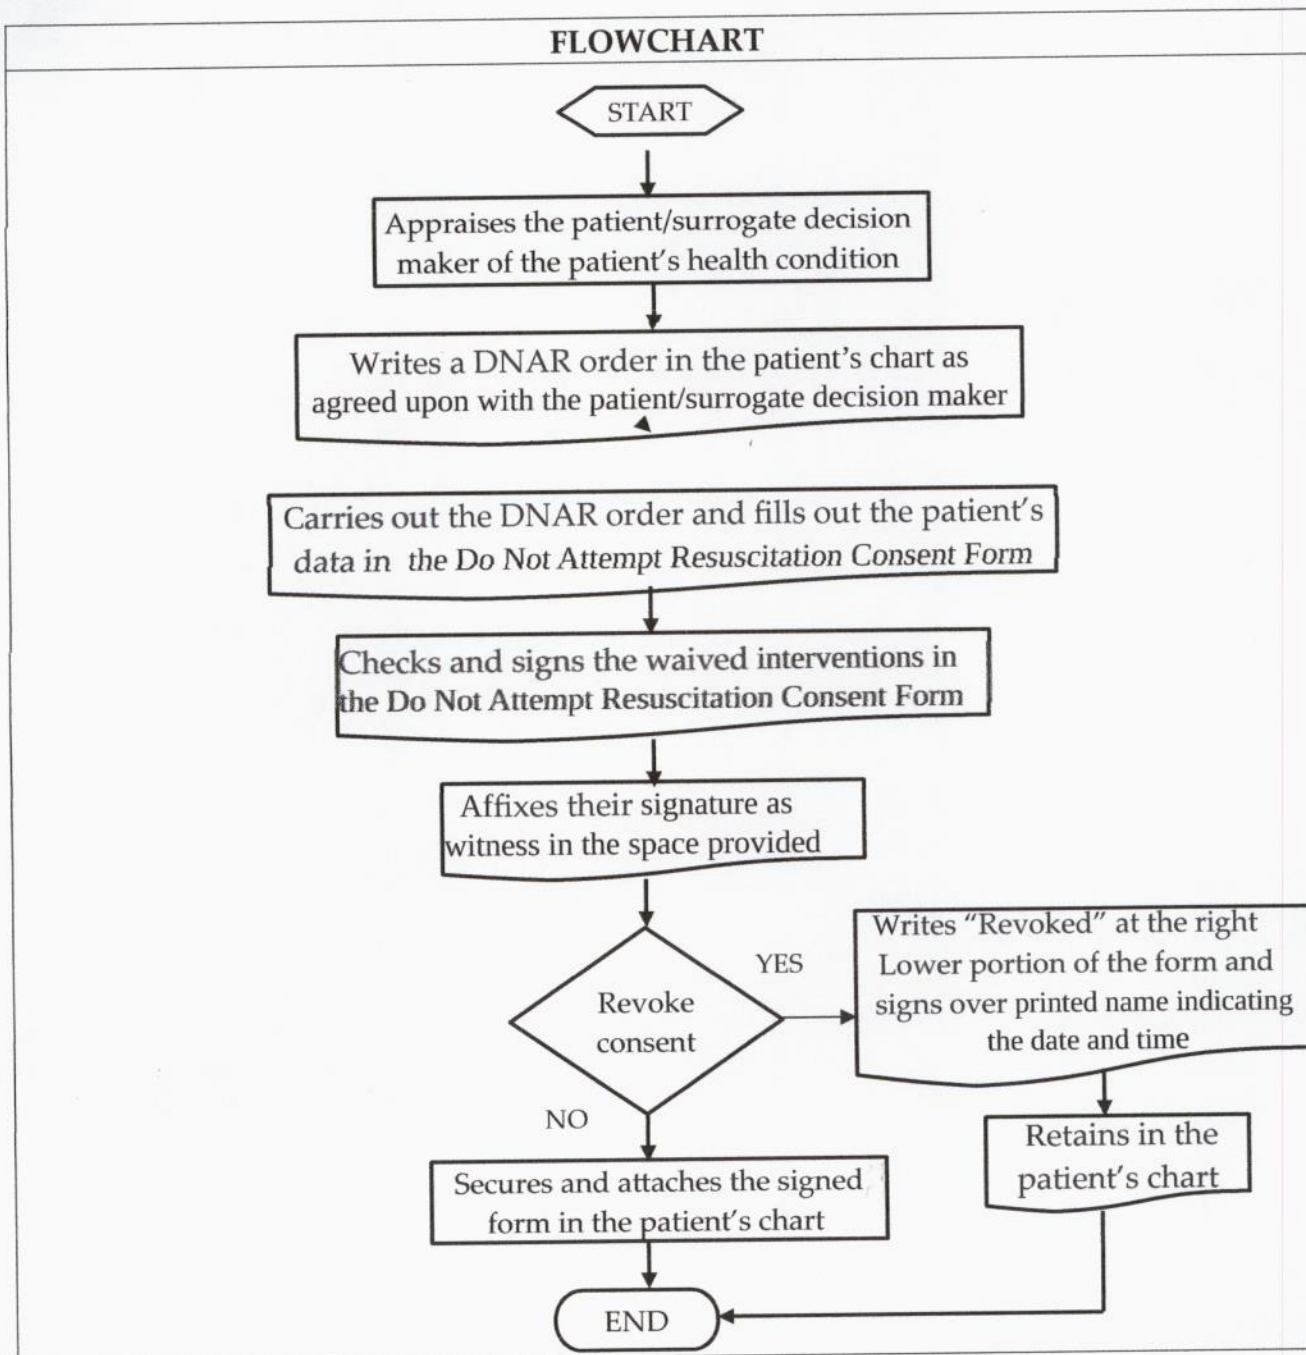 FLOWCHART
START
Appraises the patient/surrogate decision
maker of the patient's health condition
Writes a DNAR order in the patient's chart as
agreed upon with the patient/surrogate decision maker
Carries out the DNAR order and fills out the patient's
data in the Do Not Attempt Resuscitation Consent Form
Checks and signs the waived interventions in
the Do Not Attempt Resuscitation Consent Form
Affixes their signature as
witness in the space provided
Revoke
consent
YES
Writes "Revoked" at the right
Lower portion of the form and
signs over printed name indicating
the date and time
NO
Secures and attaches the signed
form in the patient's chart
Retains in the
patient's chart
END